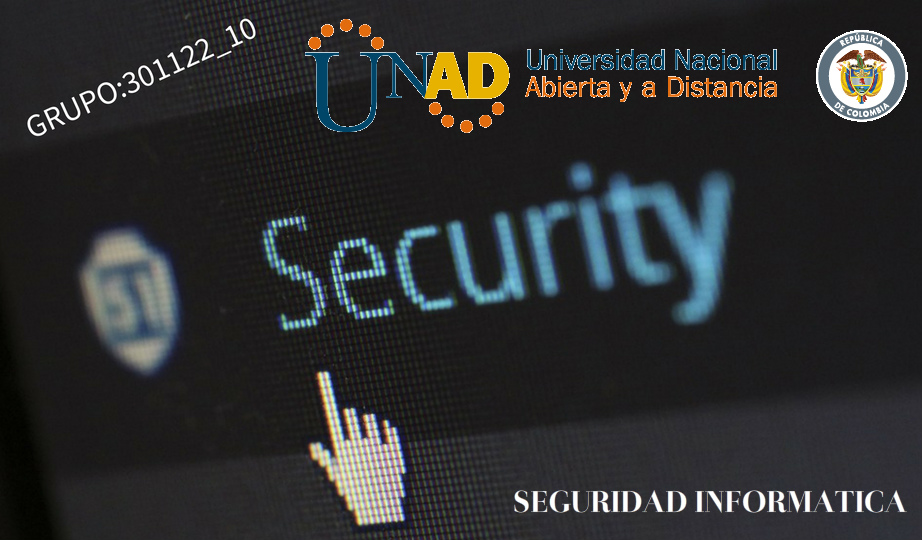 GRUPO:301122_10
UNAD
Universidad Nacional
Abierta y a Distancia
REPÚBLICA
DE COLOMBIA
Security
SEGURIDAD INFORMATICA